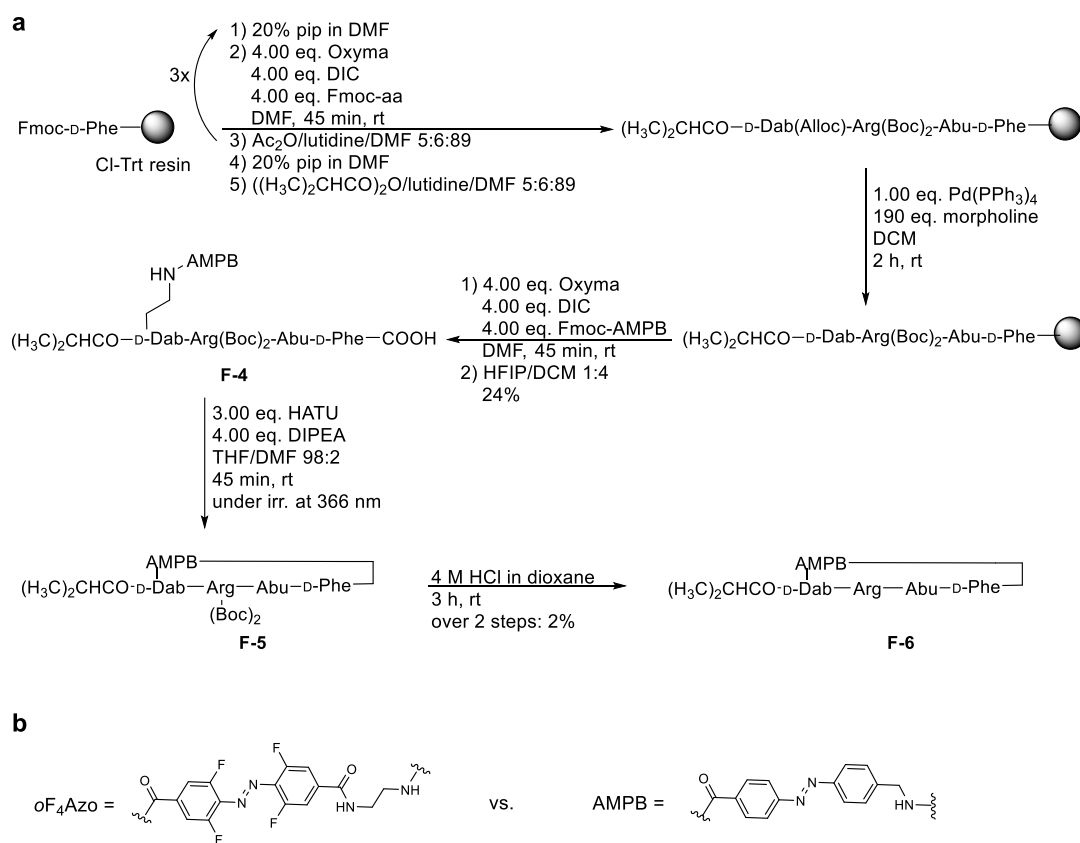 a
1) 20% pip in DMF
2) 4.00 eq. Oxyma
4.00 eq. DIC
4.00 eq. Fmoc-aa
DMF, 45 min, rt
3) Ac2O/lutidine/DMF 5:6:89
4) 20% pip in DMF
5) ((H3C)2CHCO)2O/lutidine/DMF 5:6:89
3x
Fmoc-D-Phe
Cl-Trt resin
(H3C)2CHCO-D-Dab(Alloc)-Arg(Boc)2-Abu-D-Phe
1.00 eq. Pd(PPh3)4
190 eq. morpholine
DCM
2 h, rt
(H3C)2CHCO-D-Dab-Arg(Boc)2-Abu-D-Phe
1) 4.00 eq. Oxyma
4.00 eq. DIC
4.00 eq. Fmoc-AMPB
DMF, 45 min, rt
2) HFIP/DCM 1:4
24%
HN AMPB
(H3C)2CHCO-D-Dab-Arg(Boc)2-Abu-D-Phe-COOH
F-4
3.00 eq. HATU
4.00 eq. DIPEA
THF/DMF 98:2
45 min, rt
under irr. at 366 nm
AMPB
(H3C)2CHCO-D-Dab-Arg-Abu-D-Phe
(Boc)2
F-5
4 M HCl in dioxane
3 h, rt
over 2 steps: 2%
AMPB
(H3C)2CHCO-D-Dab-Arg-Abu-D-Phe
F-6
b
oF4Azo =
O
F
F
N
N
F
F
O
HN
NH
vs.
AMPB =
O
N
N
HN